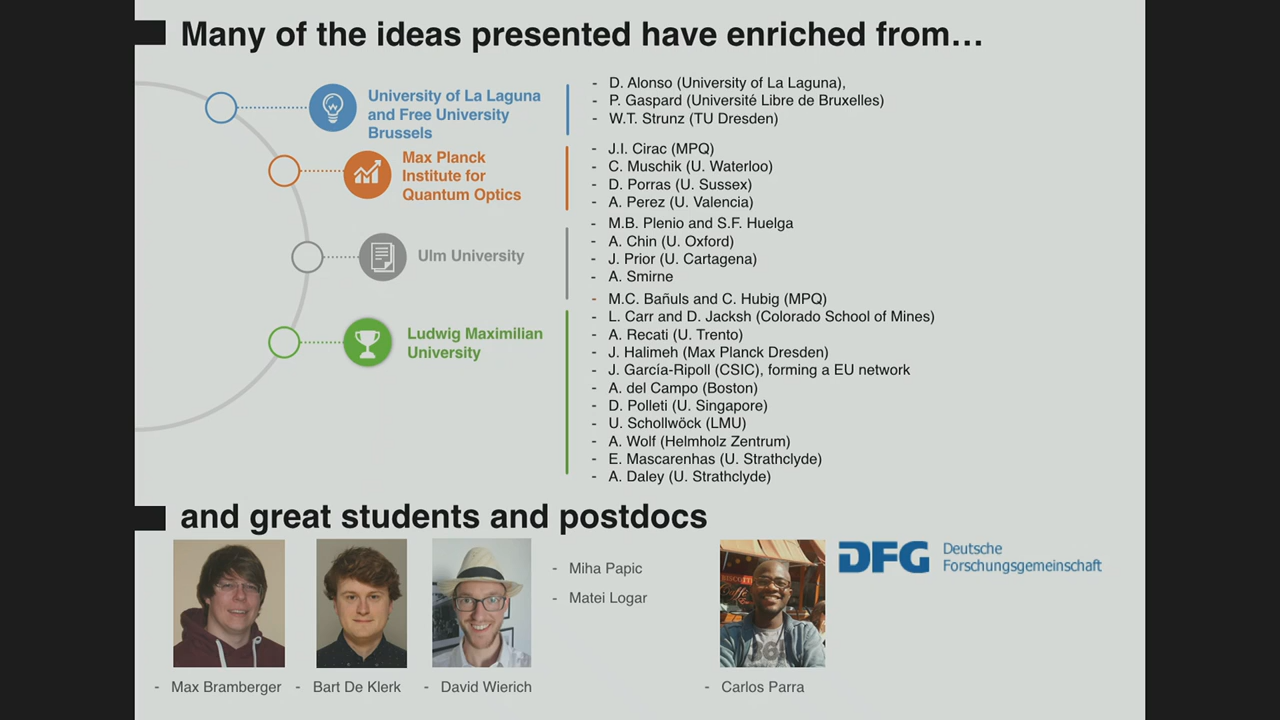 Many of the ideas presented have enriched from…
University of La Laguna
and Free University
Brussels
- D. Alonso (University of La Laguna),
- P. Gaspard (Université Libre de Bruxelles)
- W.T. Strunz (TU Dresden)
Max Planck
Institute for
Quantum Optics
- J.I. Cirac (MPQ)
- C. Muschik (U. Waterloo)
- D. Porras (U. Sussex)
- A. Perez (U. Valencia)
Ulm University
- M.B. Plenio and S.F. Huelga
- A. Chin (U. Oxford)
- J. Prior (U. Cartagena)
- A. Smirne
Ludwig Maximilian
University
- M.C. Bañuls and C. Hubig (MPQ)
- L. Carr and D. Jacksh (Colorado School of Mines)
- A. Recati (U. Trento)
- J. Halimeh (Max Planck Dresden)
- J. García-Ripoll (CSIC), forming a EU network
- A. del Campo (Boston)
- D. Polleti (U. Singapore)
- U. Schollwöck (LMU)
- A. Wolf (Helmholz Zentrum)
- E. Mascarenhas (U. Strathclyde)
- A. Daley (U. Strathclyde)
and great students and postdocs
- Miha Papic
- Matei Logar
DFG Deutsche
Forschungsgemeinschaft
- Max Bramberger
- Bart De Klerk
- David Wierich
- Carlos Parra